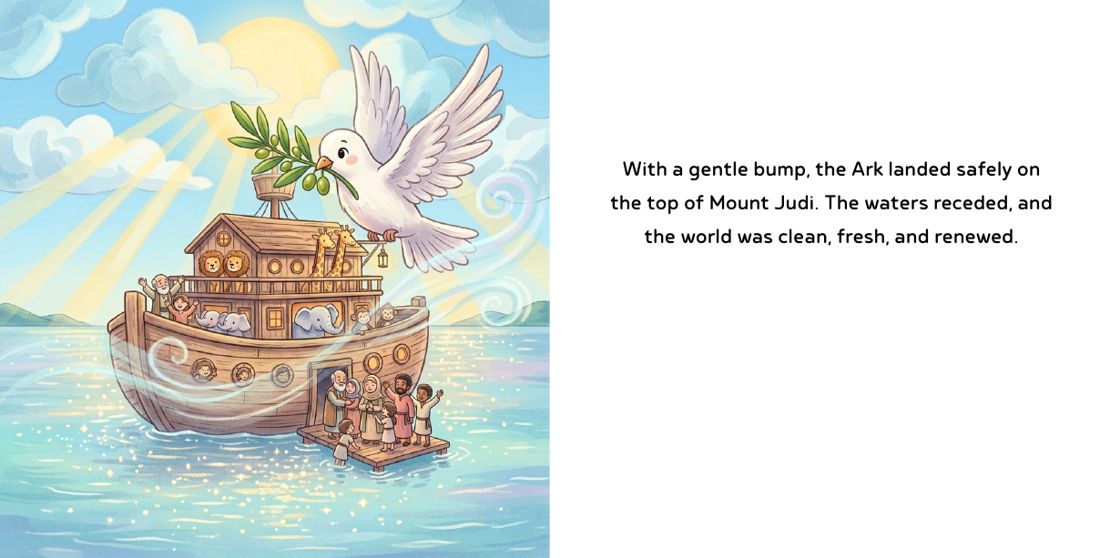 With a gentle bump, the Ark landed safely on
the top of Mount Judi. The waters receded, and
the world was clean, fresh, and renewed.